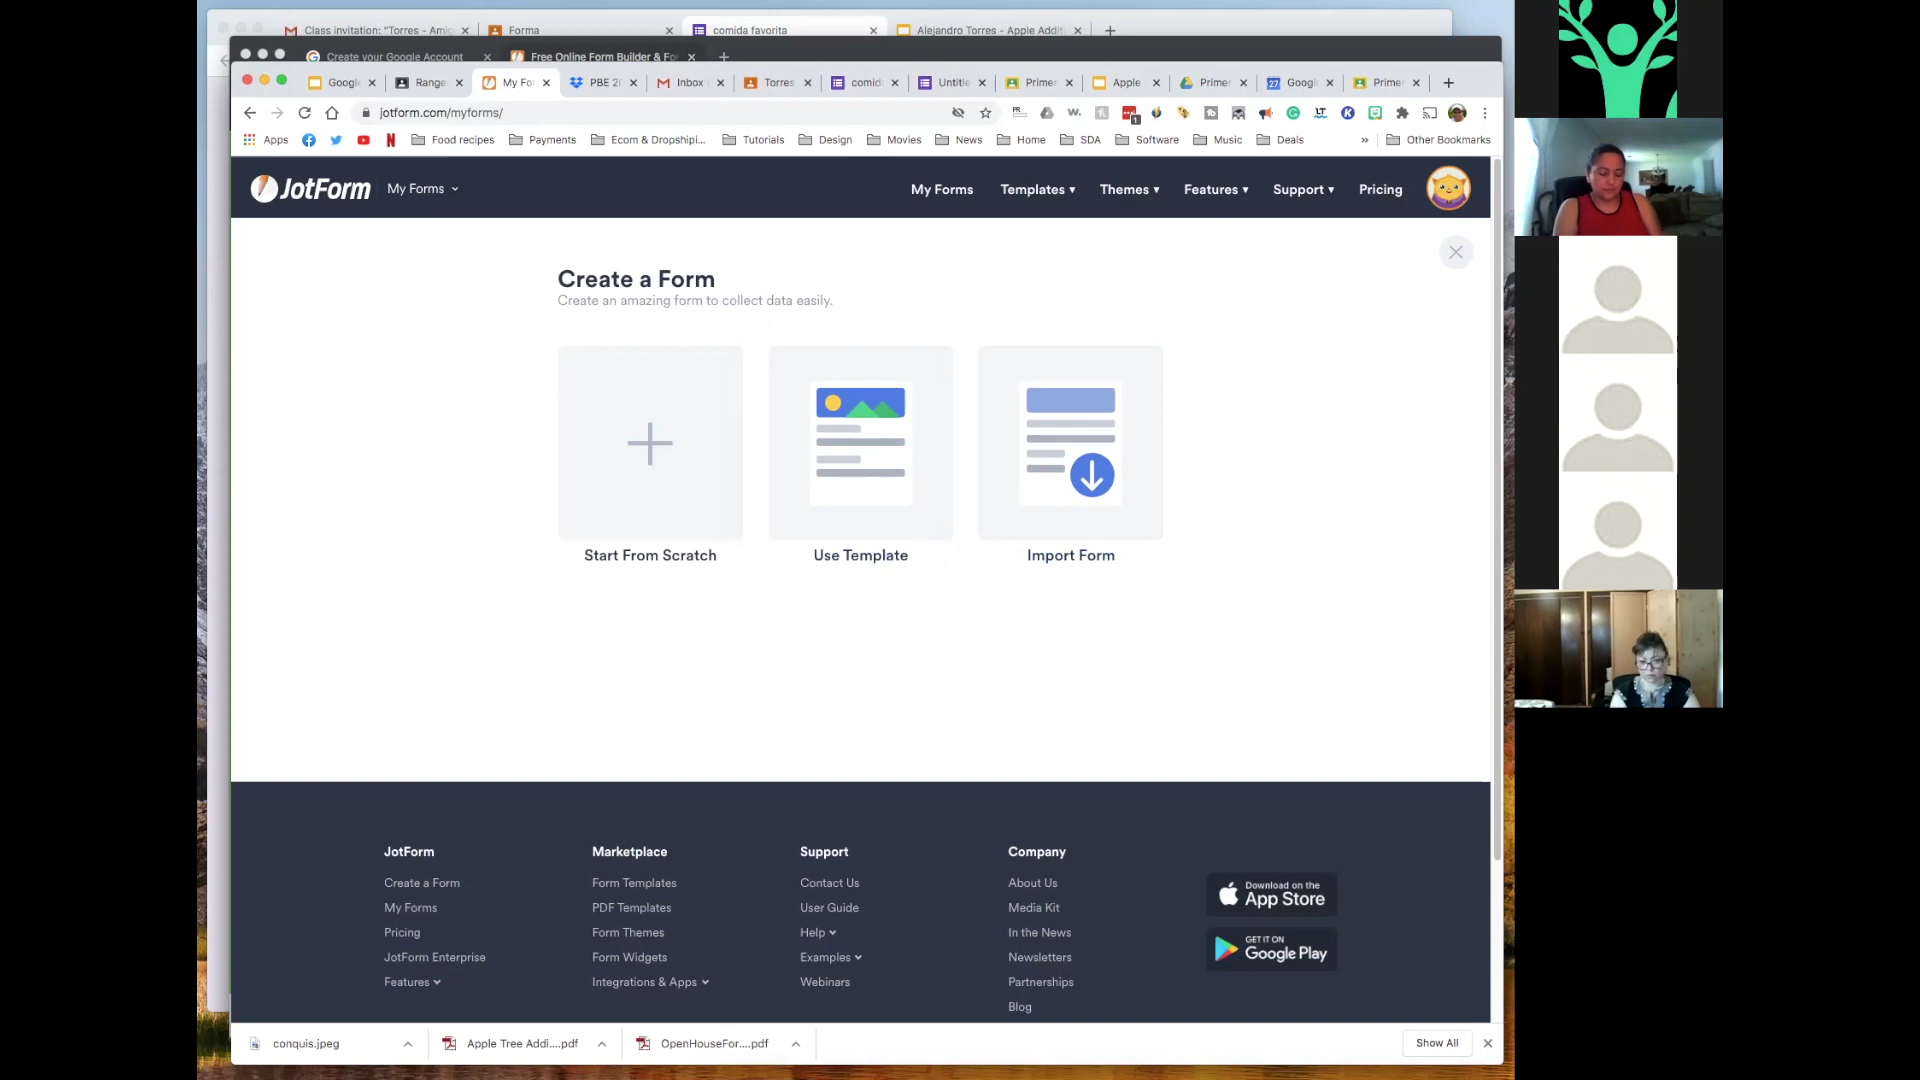 Class invitation: "Torres - Amig
Forma
comida favorita
Alejandro Torres - Apple Additi
Create your Google Account
Free Online Form Builder & Fo
Google
Range
My Fo
PBE 20
Inbox
Torres
comid
Untitle
Primer
Apple
Primer
Googl
Primer
jotform.com/myforms/
Apps
Food recipes
Payments
Ecom & Dropshipi...
Tutorials
Design
Movies
News
Home
SDA
Software
Music
Deals
»
Other Bookmarks
JotForm
My Forms
My Forms
Templates
Themes
Features
Support
Pricing
Create a Form
Create an amazing form to collect data easily.
Start From Scratch
Use Template
Import Form
JotForm
Create a Form
My Forms
Pricing
JotForm Enterprise
Features
Marketplace
Form Templates
PDF Templates
Form Themes
Form Widgets
Integrations & Apps
Support
Contact Us
User Guide
Help
Examples
Webinars
Company
About Us
Media Kit
In the News
Newsletters
Partnerships
Blog
Download on the
App Store
GET IT ON
Google Play
conquis.jpeg
Apple Tree Addi....pdf
OpenHouseFor....pdf
Show All